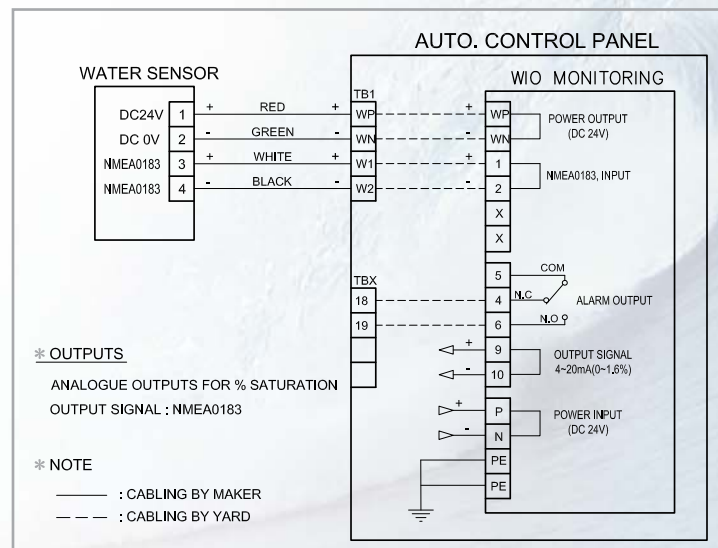 AUTO. CONTROL PANEL
WATER SENSOR
WIO MONITORING
TB1
DC24V 1 + RED + WP + WP
POWER OUTPUT
(DC 24V)
DC 0V 2 - GREEN - WN - WN
NMEA0183 3 + WHITE + W1 + 1
NMEA0183, INPUT
NMEA0183 4 - BLACK - W2 - 2
X
X
TBX
5 COM
18 4 N.C ALARM OUTPUT
19 6 N.O
+ 9 OUTPUT SIGNAL
- 10 4~20mA(0~1.6%)
+ P POWER INPUT
- N (DC 24V)
PE
PE
* OUTPUTS
ANALOGUE OUTPUTS FOR % SATURATION
OUTPUT SIGNAL : NMEA0183
* NOTE
: CABLING BY MAKER
: CABLING BY YARD